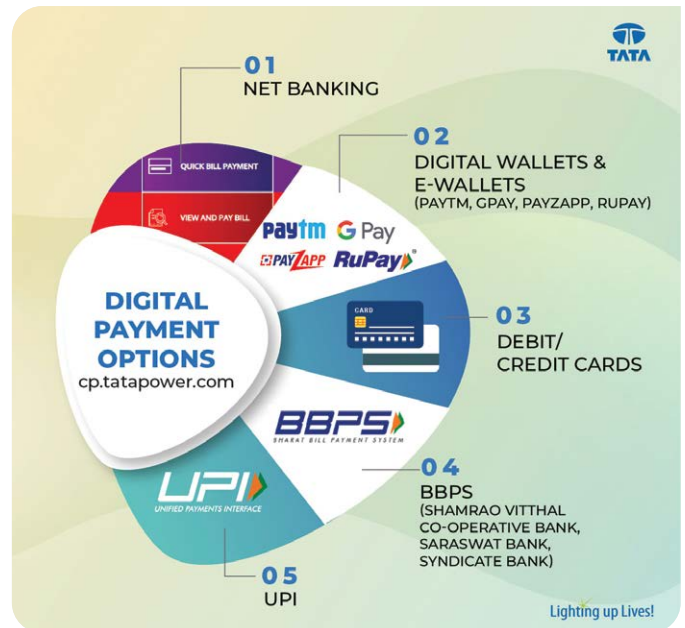 TATA
01
NET BANKING
QUICK BILL PAYMENT
VIEW AND PAY BILL
02
DIGITAL WALLETS &
E-WALLETS
(PAYTM, GPAY, PAYZAPP, RUPAY)
paytm G Pay
PAYZAPP RuPay
DIGITAL
PAYMENT
OPTIONS
cp.tatapower.com
CARD
03
DEBIT/
CREDIT CARDS
BBPS
BHARAT BILL PAYMENT SYSTEM
04
BBPS
(SHAMRAO VITTHAL
CO-OPERATIVE BANK,
SARASWAT BANK,
SYNDICATE BANK)
UPI
UNIFIED PAYMENTS INTERFACE
05
UPI
Lighting up Lives!